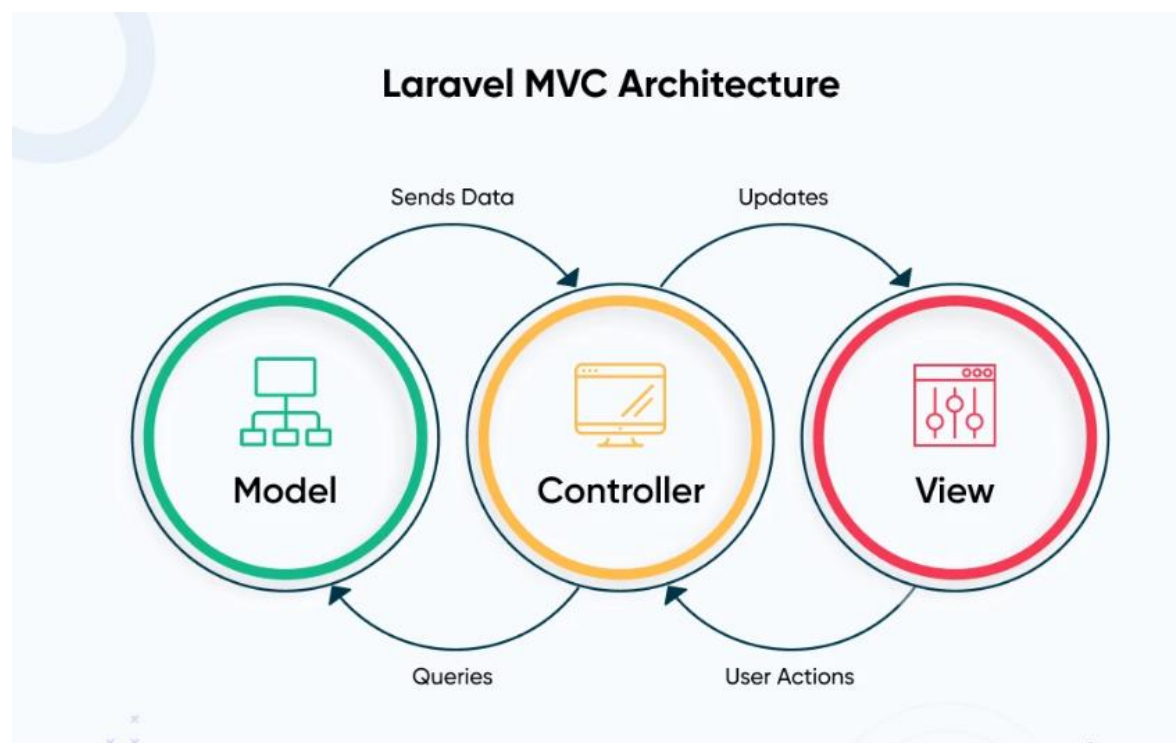 Laravel MVC Architecture
Sends Data
Updates
Model
Controller
View
Queries
User Actions